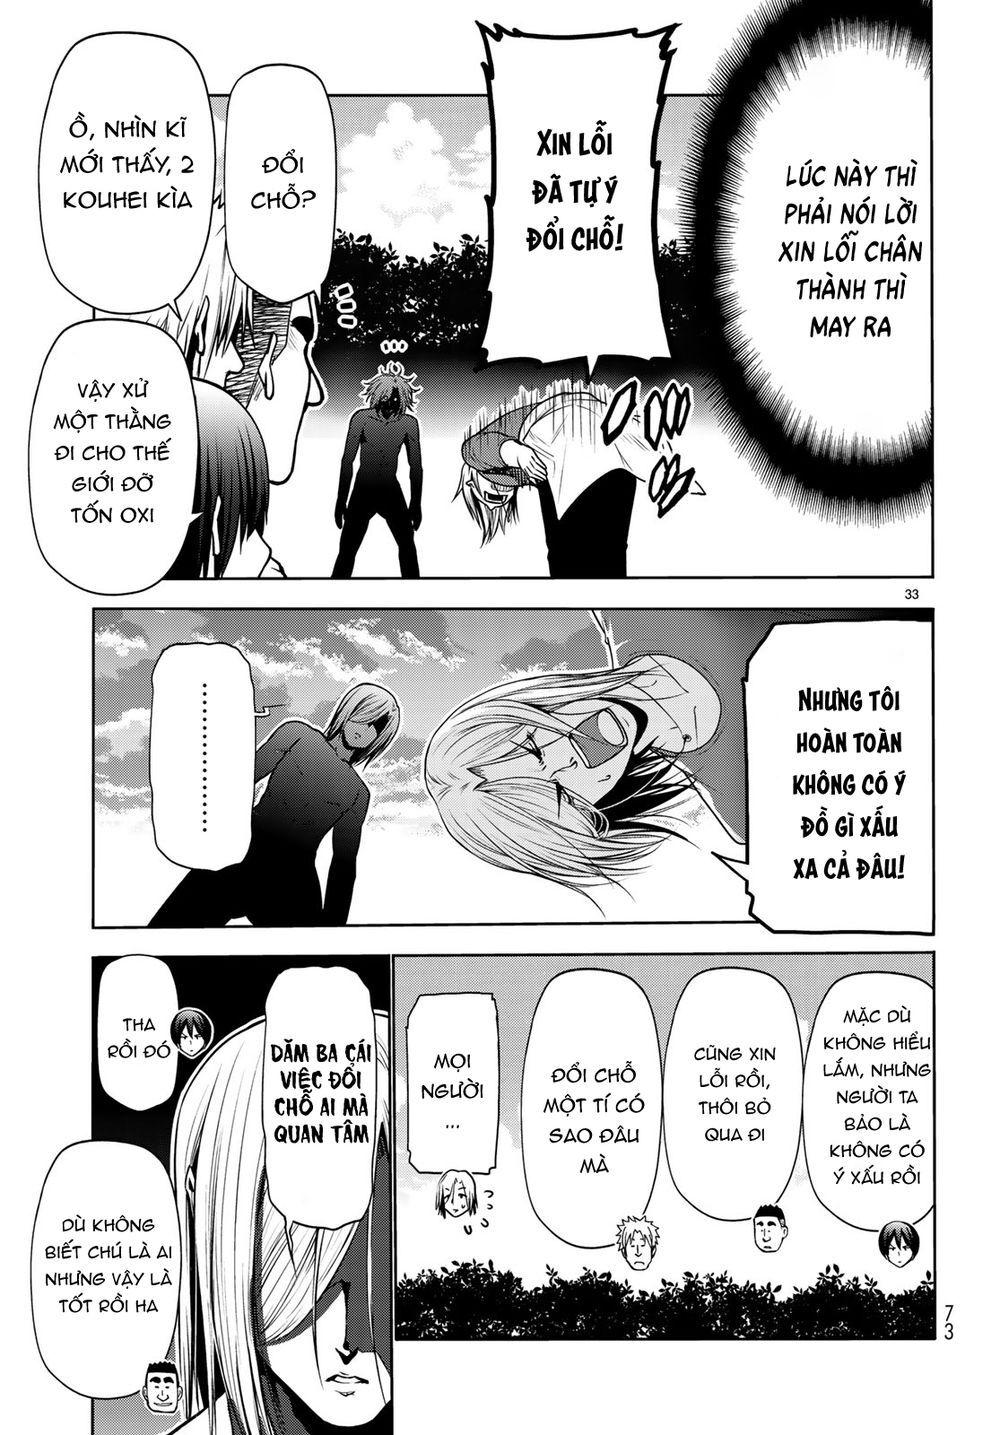 LÚC NÀY THÌ
PHẢI NÓI LỜI
XIN LỖI CHÂN
THÀNH THÌ
MAY RA
XIN LỖI
ĐÃ TỰ Ý
ĐỔI CHỖ!
ĐỔI
CHỖ?
Ồ, NHÌN KĨ
MỚI THẤY, 2
KOUHEI KÌA
VẬY XỬ
MỘT THẰNG
ĐI CHO THẾ
GIỚI ĐỠ
TỐN OXI
33
NHƯNG TÔI
HOÀN TOÀN
KHÔNG CÓ Ý
ĐỒ GÌ XẤU
XA CẢ ĐÂU!
............
MẶC DÙ
KHÔNG HIỂU
LẮM, NHƯNG
NGƯỜI TA
BẢO LÀ
KHÔNG CÓ
Ý XẤU RỒI
CŨNG XIN
LỖI RỒI,
THÔI BỎ
QUA ĐI
ĐỔI CHỖ
MỘT TÍ CÓ
SAO ĐÂU
MÀ
MỌI
NGƯỜI
...
DĂM BA CÁI
VIỆC ĐỔI
CHỖ AI MÀ
QUAN TÂM
THA
RỒI ĐÓ
DÙ KHÔNG
BIẾT CHÚ LÀ AI
NHƯNG VẬY LÀ
TỐT RỒI HA
73